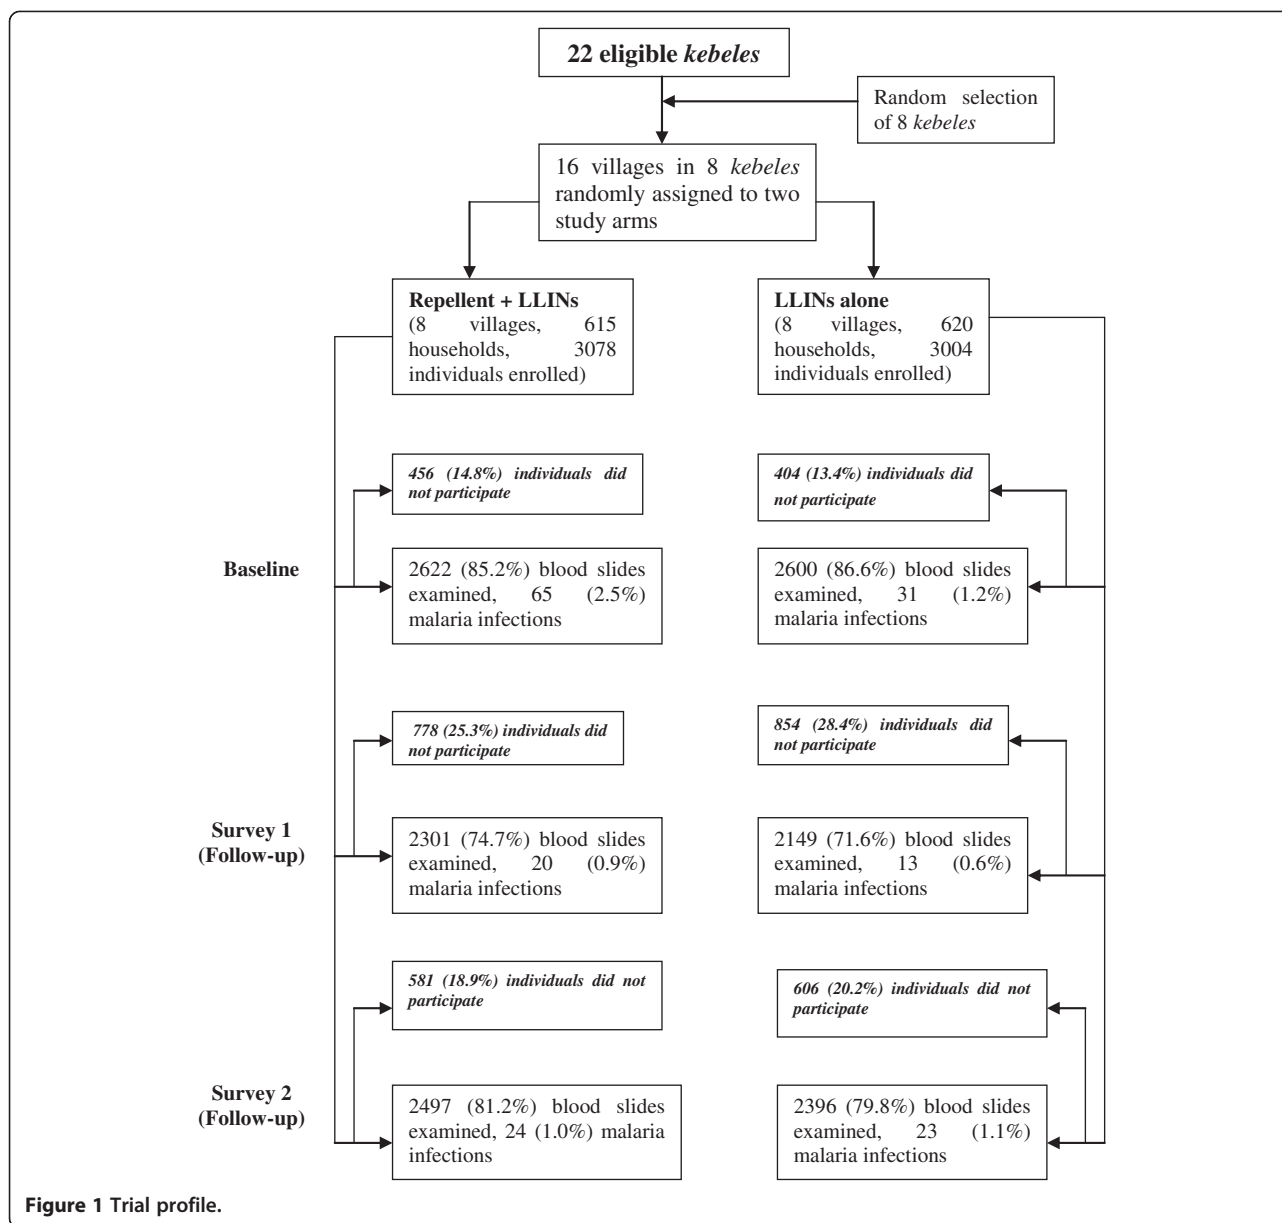 22 eligible kebeles
Random selection
of 8 kebeles
16 villages in 8 kebeles
randomly assigned to two
study arms
Repellent + LLINs
(8 villages, 615
households, 3078
individuals enrolled)
LLINs alone
(8 villages, 620
households, 3004
individuals enrolled)
456 (14.8%) individuals did
not participate
404 (13.4%) individuals did
not participate
Baseline
2622 (85.2%) blood slides
examined, 65 (2.5%)
malaria infections
2600 (86.6%) blood slides
examined, 31 (1.2%)
malaria infections
778 (25.3%) individuals did
not participate
854 (28.4%) individuals did
not participate
Survey 1
(Follow-up)
2301 (74.7%) blood slides
examined, 20 (0.9%)
malaria infections
2149 (71.6%) blood slides
examined, 13 (0.6%)
malaria infections
581 (18.9%) individuals did not
participate
606 (20.2%) individuals did not
participate
Survey 2
(Follow-up)
2497 (81.2%) blood slides
examined, 24 (1.0%) malaria
infections
2396 (79.8%) blood slides
examined, 23 (1.1%)
malaria infections
Figure 1 Trial profile.